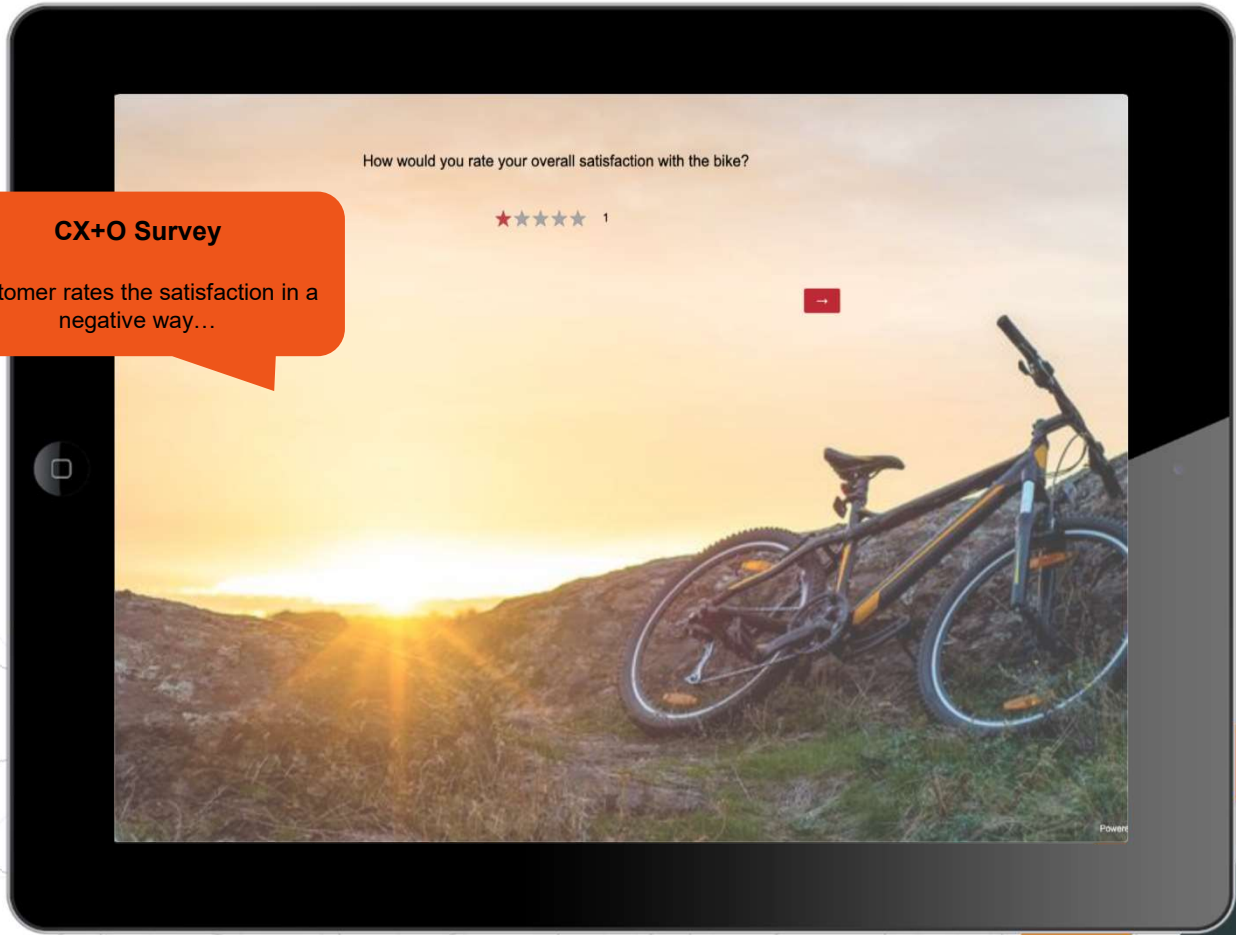 How would you rate your overall satisfaction with the bike?
1
→
CX+O Survey
tomer rates the satisfaction in a
negative way…
Powere